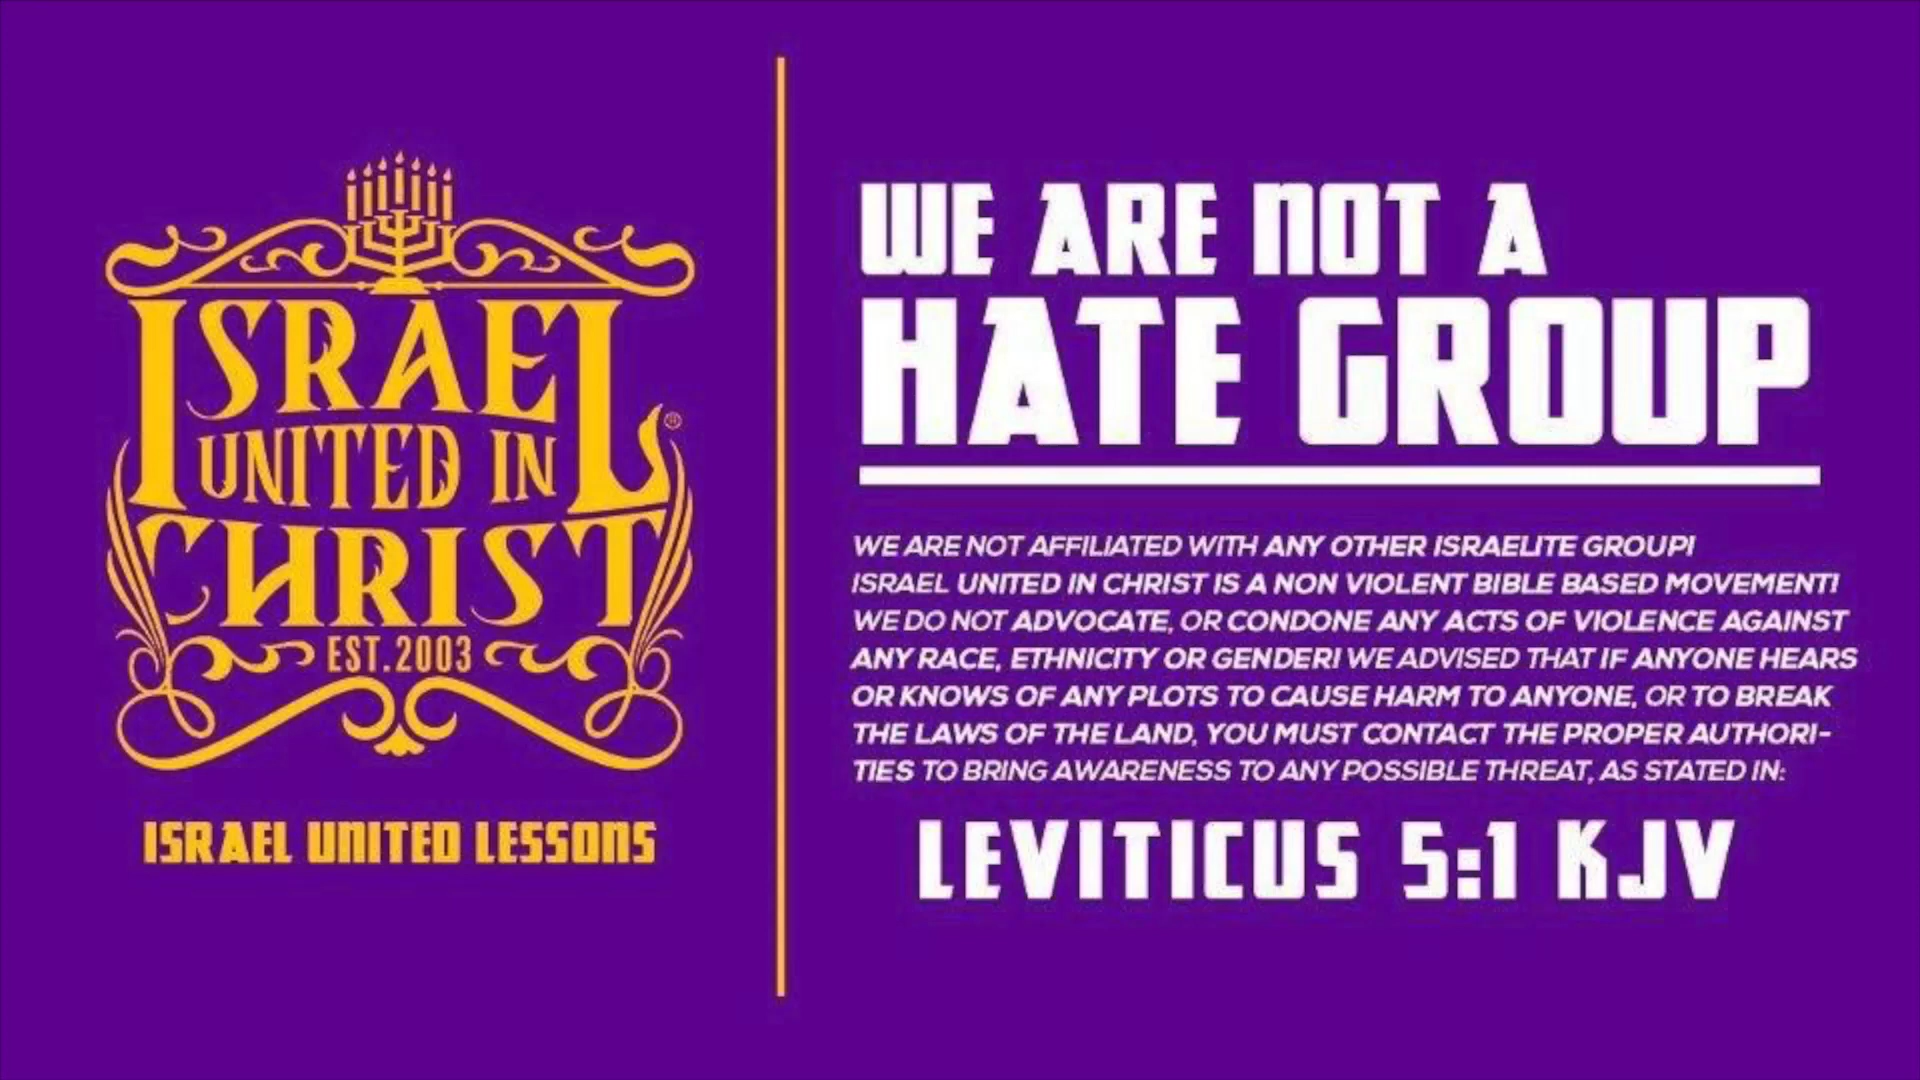 ISRAEL
UNITED IN
CHRIST
EST. 2003
ISRAEL UNITED LESSONS
WE ARE NOT A
HATE GROUP
WE ARE NOT AFFILIATED WITH ANY OTHER ISRAELITE GROUP!
ISRAEL UNITED IN CHRIST IS A NON VIOLENT BIBLE BASED MOVEMENT!
WE DO NOT ADVOCATE, OR CONDONE ANY ACTS OF VIOLENCE AGAINST
ANY RACE, ETHNICITY OR GENDER! WE ADVISED THAT IF ANYONE HEARS
OR KNOWS OF ANY PLOTS TO CAUSE HARM TO ANYONE, OR TO BREAK
THE LAWS OF THE LAND, YOU MUST CONTACT THE PROPER AUTHORI-
TIES TO BRING AWARENESS TO ANY POSSIBLE THREAT, AS STATED IN:
LEVITICUS 5:1 KJV